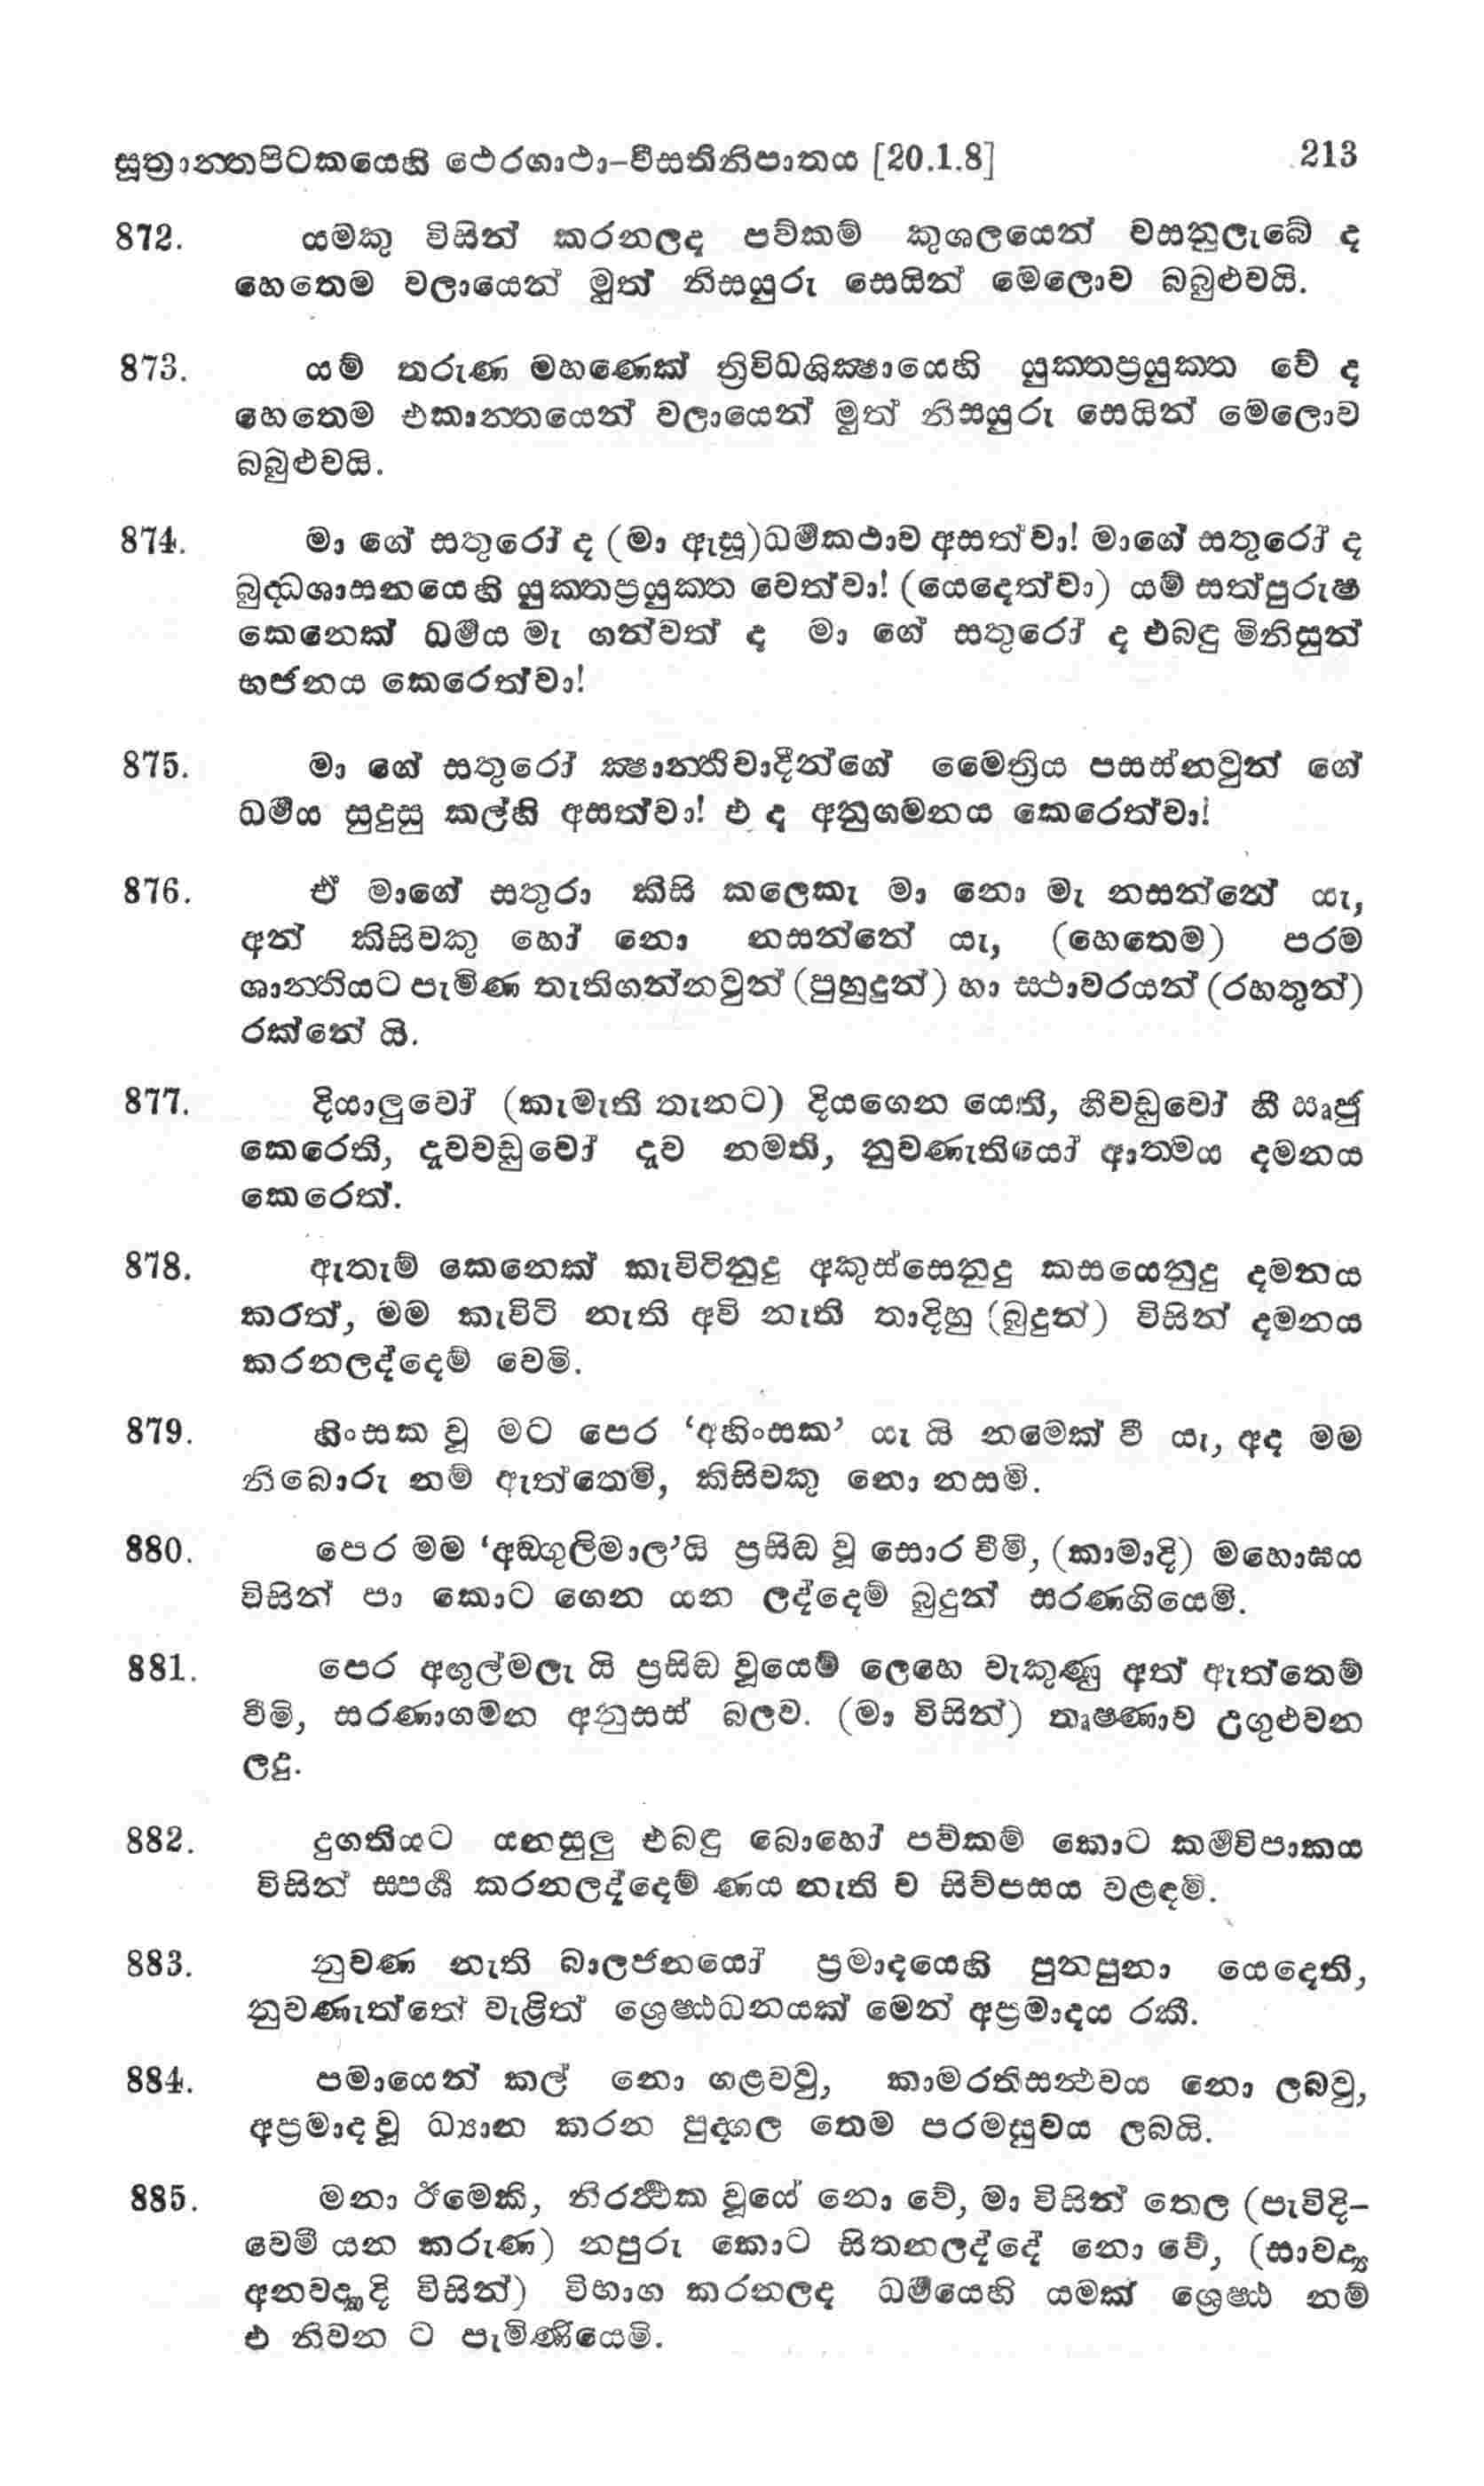 සූත්‍රාන්තපිටකයෙහි ථෙරගාථා-වීසතිනිපාතය [20.1.8] 213
872. යමකු විසින් කරනලද පව්කම් කුශලයෙන් වසනුලැබේ ද
හෙතෙම වලායෙන් මුත් නිසයුරු සෙයින් මෙලොව බබුළුවයි.
873. යම් තරුණ මහණෙක් ත්‍රිවිධශික්ෂායෙහි යුක්තප්‍රයුක්ත වේ ද
හෙතෙම එකාන්තයෙන් වලායෙන් මුත් නිසයුරු සෙයින් මෙලොව
බබුළුවයි.
874. මා ගේ සතුරෝ ද (මා ඇසූ)ධර්‍මකථාව අසත්වා! මාගේ සතුරෝ ද
බුද්ධශාසනයෙහි යුක්තප්‍රයුක්ත වෙත්වා! (යෙදෙත්වා) යම් සත්පුරුෂ
කෙනෙක් ධර්‍මය මැ ගන්වත් ද මා ගේ සතුරෝ ද එබඳු මිනිසුන්
භජනය කෙරෙත්වා!
875. මා ගේ සතුරෝ ක්ෂාන්තිවාදීන්ගේ මෛත්‍රිය පසස්නවුන් ගේ
ධර්‍මය සුදුසු කල්හි අසත්වා! එ ද අනුගමනය කෙරෙත්වා!
876. ඒ මාගේ සතුරා කිසි කලෙකැ මා නො මැ නසන්නේ යැ,
අන් කිසිවකු හෝ නො නසන්නේ යැ, (හෙතෙම) පරම
ශාන්තියට පැමිණ තැතිගන්නවුන් (පුහුදුන්) හා ස්ථාවරයන් (රහතුන්)
රක්නේ යි.
877. දියාලුවෝ (කැමැති තැනට) දියගෙන යෙති, හීවඩුවෝ හී ඍජු
කෙරෙති, දැවවඩුවෝ දැව නමති, නුවණැතියෝ ආත්මය දමනය
කෙරෙත්.
878. ඇතැම් කෙනෙක් කැවිටිනුදු අකුස්සෙනුදු කසයෙනුදු දමනය
කරත්, මම කැවිටි නැති අවි නැති තාදිහු (බුදුන්) විසින් දමනය
කරනලද්දෙම් වෙමි.
879. හිංසක වූ මට පෙර ‘අහිංසක’ යැ යි නමෙක් වී යැ, අද මම
නිබොරු නම් ඇත්තෙමි, කිසිවකු නො නසමි.
880. පෙර මම ‘අඞ්ගුලිමාල’යි ප්‍රසිද්ධ වූ සොර වීමි, (කාමාදි) මහොඝය
විසින් පා කොට ගෙන යන ලද්දෙම් බුදුන් සරණගියෙමි.
881. පෙර අඟුල්මලැ යි ප්‍රසිද්ධ වූයෙම් ලෙහෙ වැකුණු අත් ඇත්තෙම්
වීමි, සරණාගමන අනුසස් බලව. (මා විසින්) තෘෂ්ණාව උගුළුවන
ලදු.
882. දුගතියට යනසුලු එබඳු බොහෝ පව්කම් කොට කර්‍මවිපාකය
විසින් ස්පර්‍ශ කරනලද්දෙම් ණය නැති ව සිව්පසය වළඳමි.
883. නුවණ නැති බාලජනයෝ ප්‍රමාදයෙහි පුනපුනා යෙදෙති,
නුවණැත්තේ වැළිත් ශ්‍රෙෂ්ඨධනයක් මෙන් අප්‍රමාදය රකී.
884. පමායෙන් කල් නො ගළවවු, කාමරතිසන්ථවය නො ලබවු,
අප්‍රමාද වූ ධ්‍යාන කරන පුද්ගල තෙම පරමසුවය ලබයි.
885. මනා ඊමෙකි, නිරර්‍ත්ථක වූයේ නො වේ, මා විසින් තෙල (පැවිදි-
වෙමී යන කරුණ) නපුරු කොට සිතනලද්දේ නො වේ, (සාවද්‍ය
අනවද්‍යාදි විසින්) විභාග කරනලද ධර්‍මයෙහි යමක් ශ්‍රෙෂ්ඨ නම්
එ නිවන ට පැමිණියෙමි.